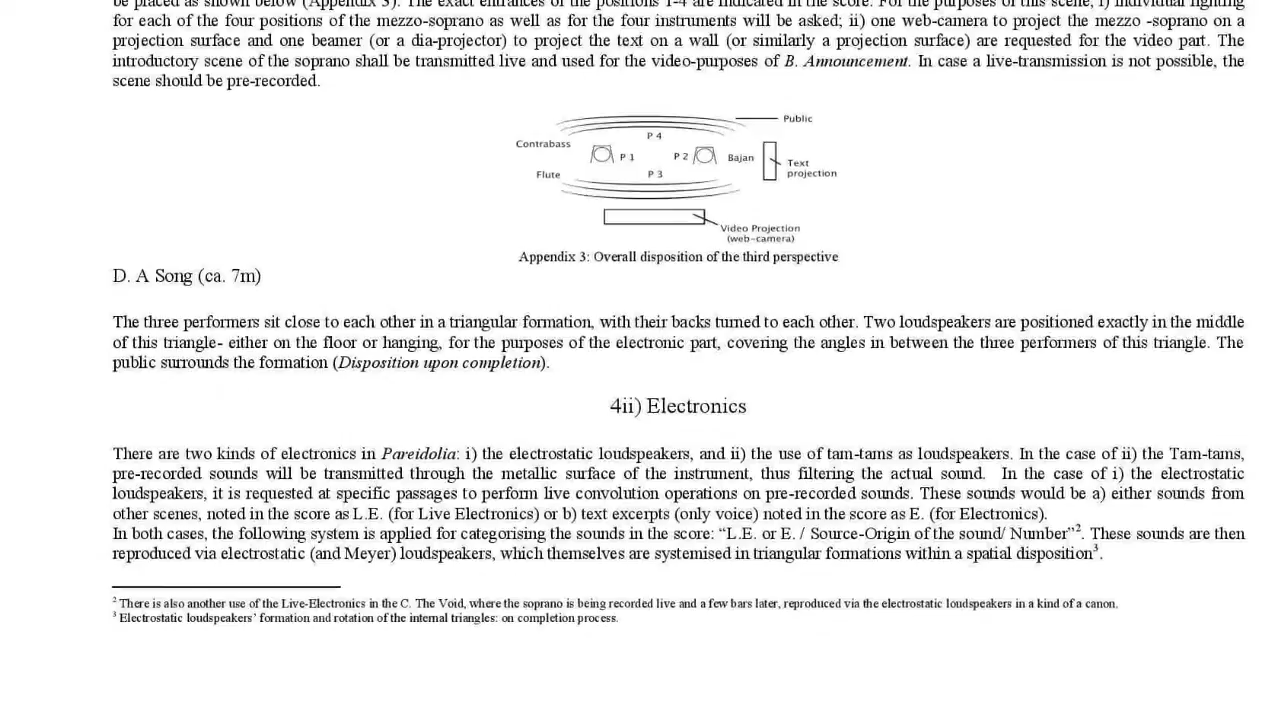 be placed as shown below (Appendix 3). The exact entrances of the positions 1-4 are indicated in the score. For the purposes of this scene, i) individual lighting
for each of the four positions of the mezzo-soprano as well as for the four instruments will be asked; ii) one web-camera to project the mezzo -soprano on a
projection surface and one beamer (or a dia-projector) to project the text on a wall (or similarly a projection surface) are requested for the video part. The
introductory scene of the soprano shall be transmitted live and used for the video-purposes of B. Announcement. In case a live-transmission is not possible, the
scene should be pre-recorded.
Public
P 4
Contrabass
P 1
P 2
Bajan
Text
projection
Flute
P 3
Video Projection
(web-camera)
Appendix 3: Overall disposition of the third perspective
D. A Song (ca. 7m)
The three performers sit close to each other in a triangular formation, with their backs turned to each other. Two loudspeakers are positioned exactly in the middle
of this triangle- either on the floor or hanging, for the purposes of the electronic part, covering the angles in between the three performers of this triangle. The
public surrounds the formation (Disposition upon completion).
4ii) Electronics
There are two kinds of electronics in Pareidolia: i) the electrostatic loudspeakers, and ii) the use of tam-tams as loudspeakers. In the case of ii) the Tam-tams,
pre-recorded sounds will be transmitted through the metallic surface of the instrument, thus filtering the actual sound. In the case of i) the electrostatic
loudspeakers, it is requested at specific passages to perform live convolution operations on pre-recorded sounds. These sounds would be a) either sounds from
other scenes, noted in the score as L.E. (for Live Electronics) or b) text excerpts (only voice) noted in the score as E. (for Electronics).
In both cases, the following system is applied for categorising the sounds in the score: “L.E. or E. / Source-Origin of the sound/ Number”2. These sounds are then
reproduced via electrostatic (and Meyer) loudspeakers, which themselves are systemised in triangular formations within a spatial disposition3.
2 There is also another use of the Live-Electronics in the C. The Void, where the soprano is being recorded live and a few bars later, reproduced via the electrostatic loudspeakers in a kind of a canon.
3 Electrostatic loudspeakers’ formation and rotation of the internal triangles: on completion process.